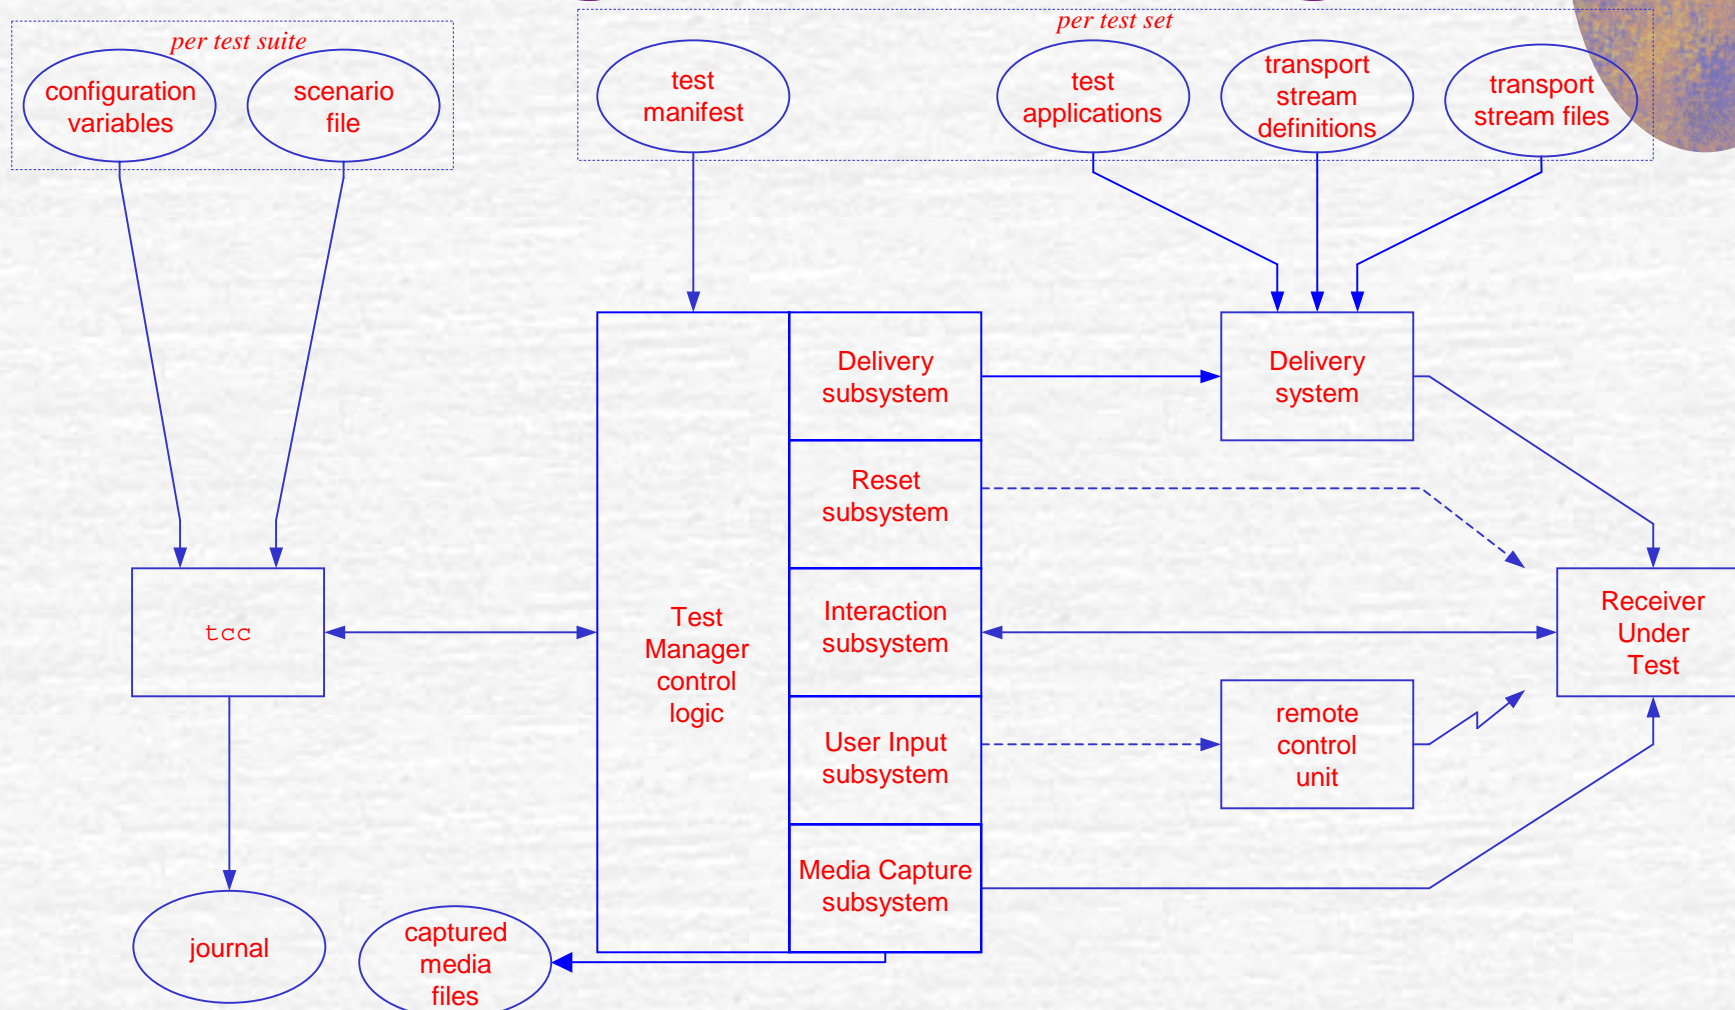 per test suite
configuration
variables
scenario
file
per test set
test
manifest
test
applications
transport
stream
definitions
transport
stream files
Delivery
subsystem
Delivery
system
Reset
subsystem
tcc
Test
Manager
control
logic
Interaction
subsystem
Receiver
Under
Test
User Input
subsystem
remote
control
unit
Media Capture
subsystem
journal
captured
media
files